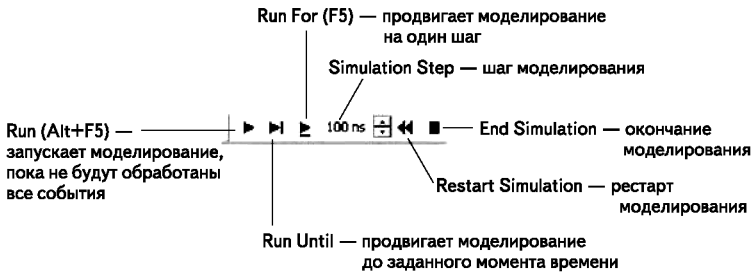 Run For (F5) — продвигает моделирование
на один шаг
Simulation Step — шаг моделирования
Run (Alt+F5) —
запускает моделирование,
пока не будут обработаны
все события
100 ns
End Simulation — окончание
моделирования
Restart Simulation — рестарт
моделирования
Run Until — продвигает моделирование
до заданного момента времени